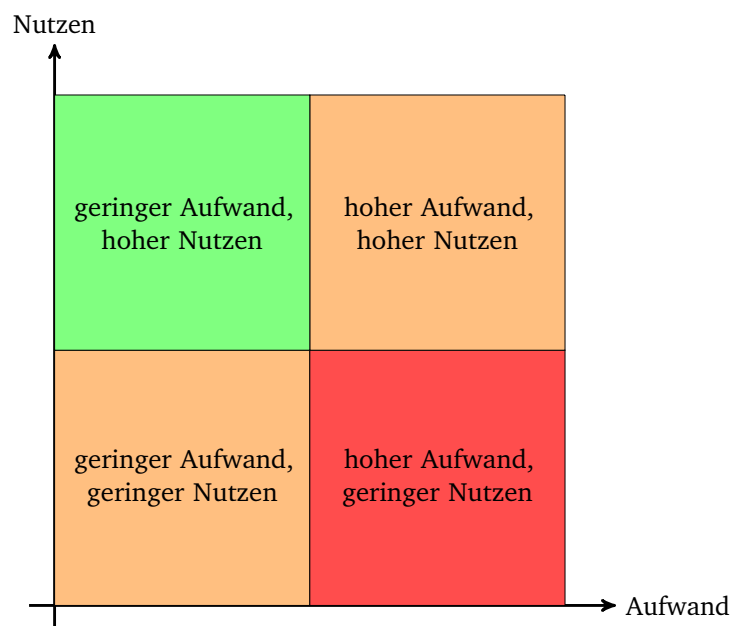 Nutzen
geringer Aufwand,
hoher Nutzen
hoher Aufwand,
hoher Nutzen
geringer Aufwand,
geringer Nutzen
hoher Aufwand,
geringer Nutzen
Aufwand